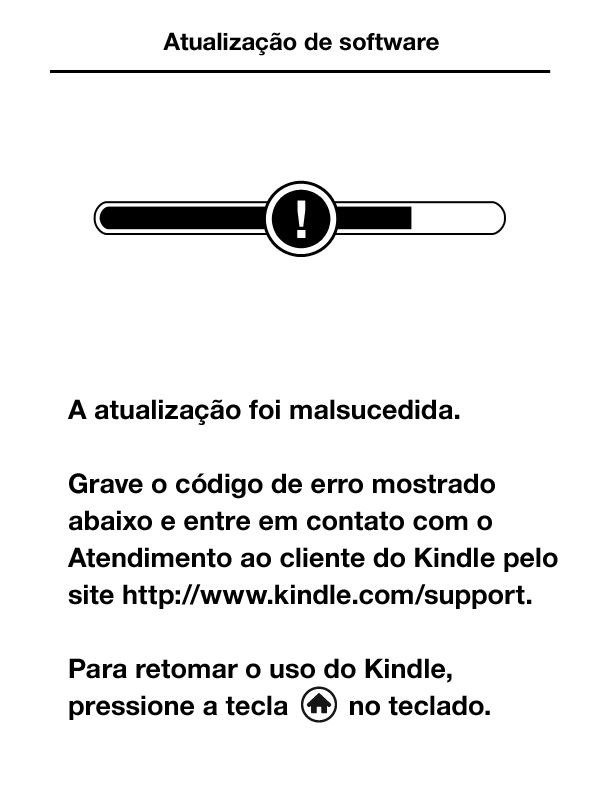 Atualização de software
!
A atualização foi malsucedida.
Grave o código de erro mostrado
abaixo e entre em contato com o
Atendimento ao cliente do Kindle pelo
site http://www.kindle.com/support.
Para retomar o uso do Kindle,
pressione a tecla no teclado.